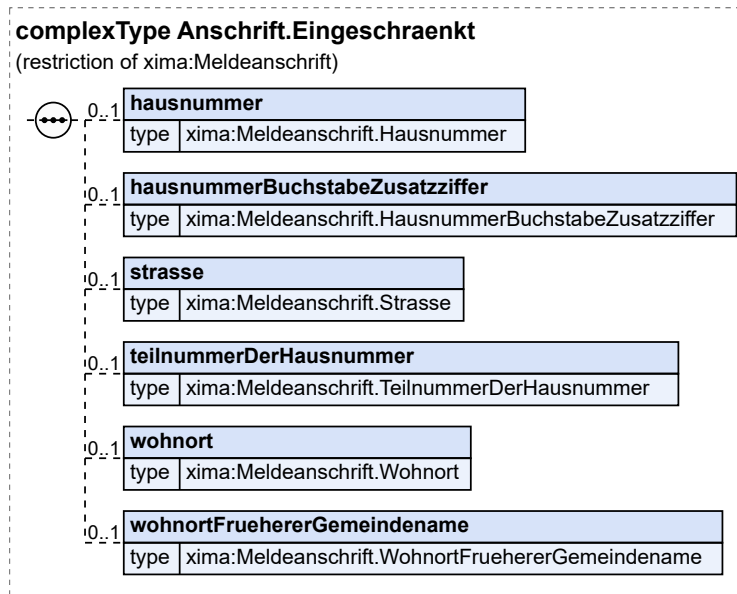 complexType Anschrift.Eingeschraenkt
(restriction of xima:Meldeanschrift)
0..1 hausnummer
type xima:Meldeanschrift.Hausnummer
0..1 hausnummerBuchstabeZusatzziffer
type xima:Meldeanschrift.HausnummerBuchstabeZusatzziffer
0..1 strasse
type xima:Meldeanschrift.Strasse
0..1 teilnummerDerHausnummer
type xima:Meldeanschrift.TeilnummerDerHausnummer
0..1 wohnort
type xima:Meldeanschrift.Wohnort
0..1 wohnortFruehererGemeindename
type xima:Meldeanschrift.WohnortFruehererGemeindename